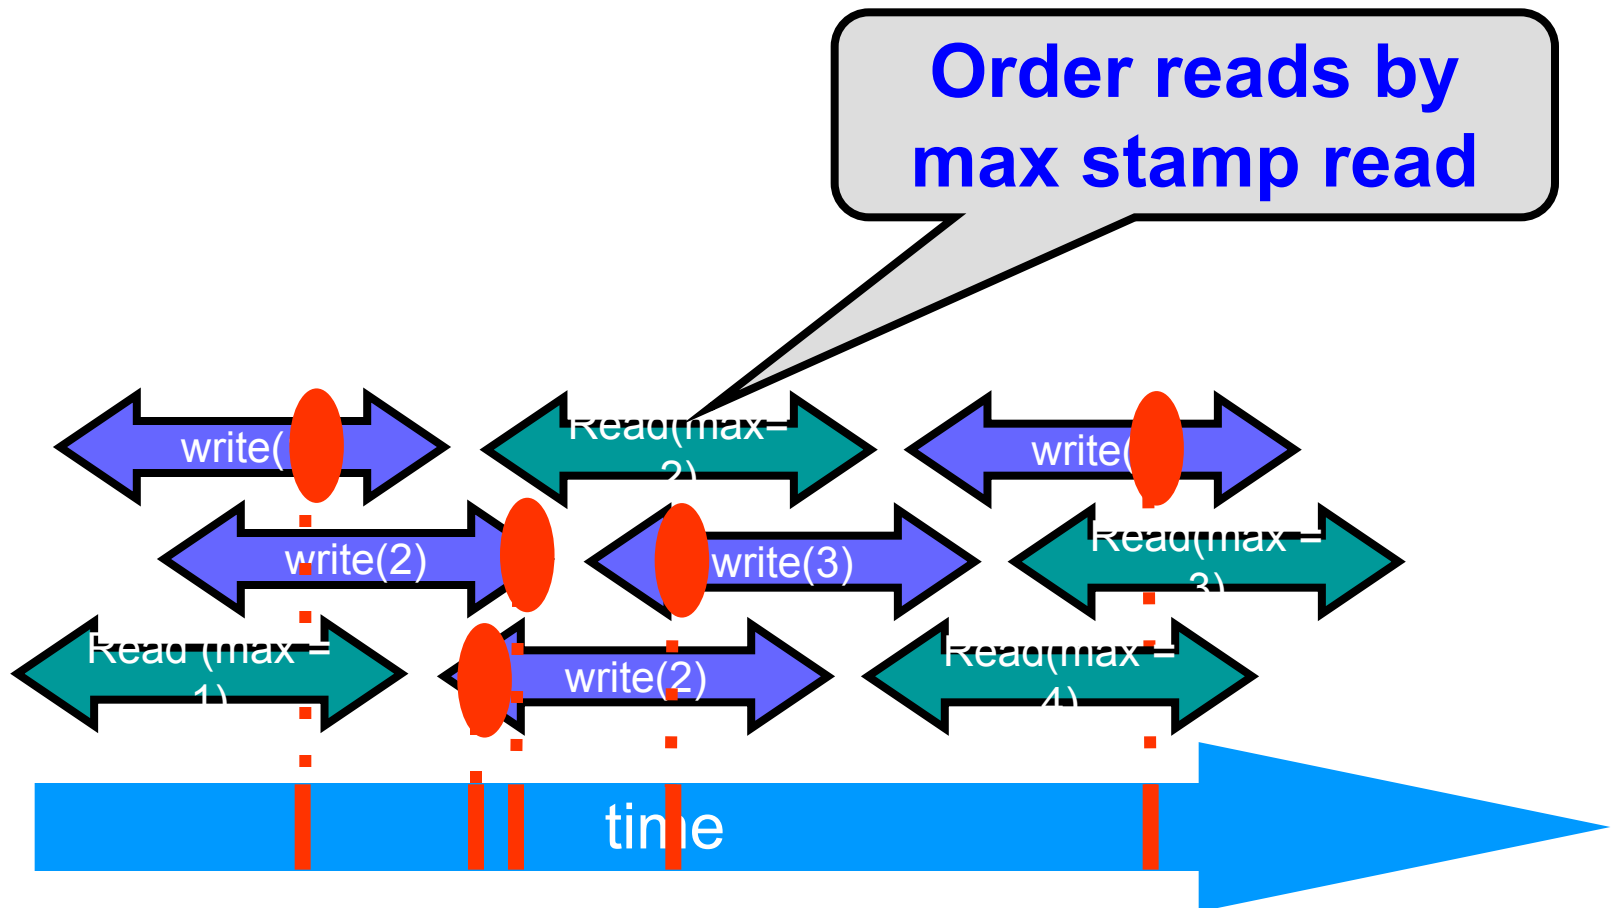 Order reads by
max stamp read
write(
Read(max=
2)
write(
write(2)
write(3)
Read(max =
3)
Read (max =
1)
write(2)
Read(max =
4)
time